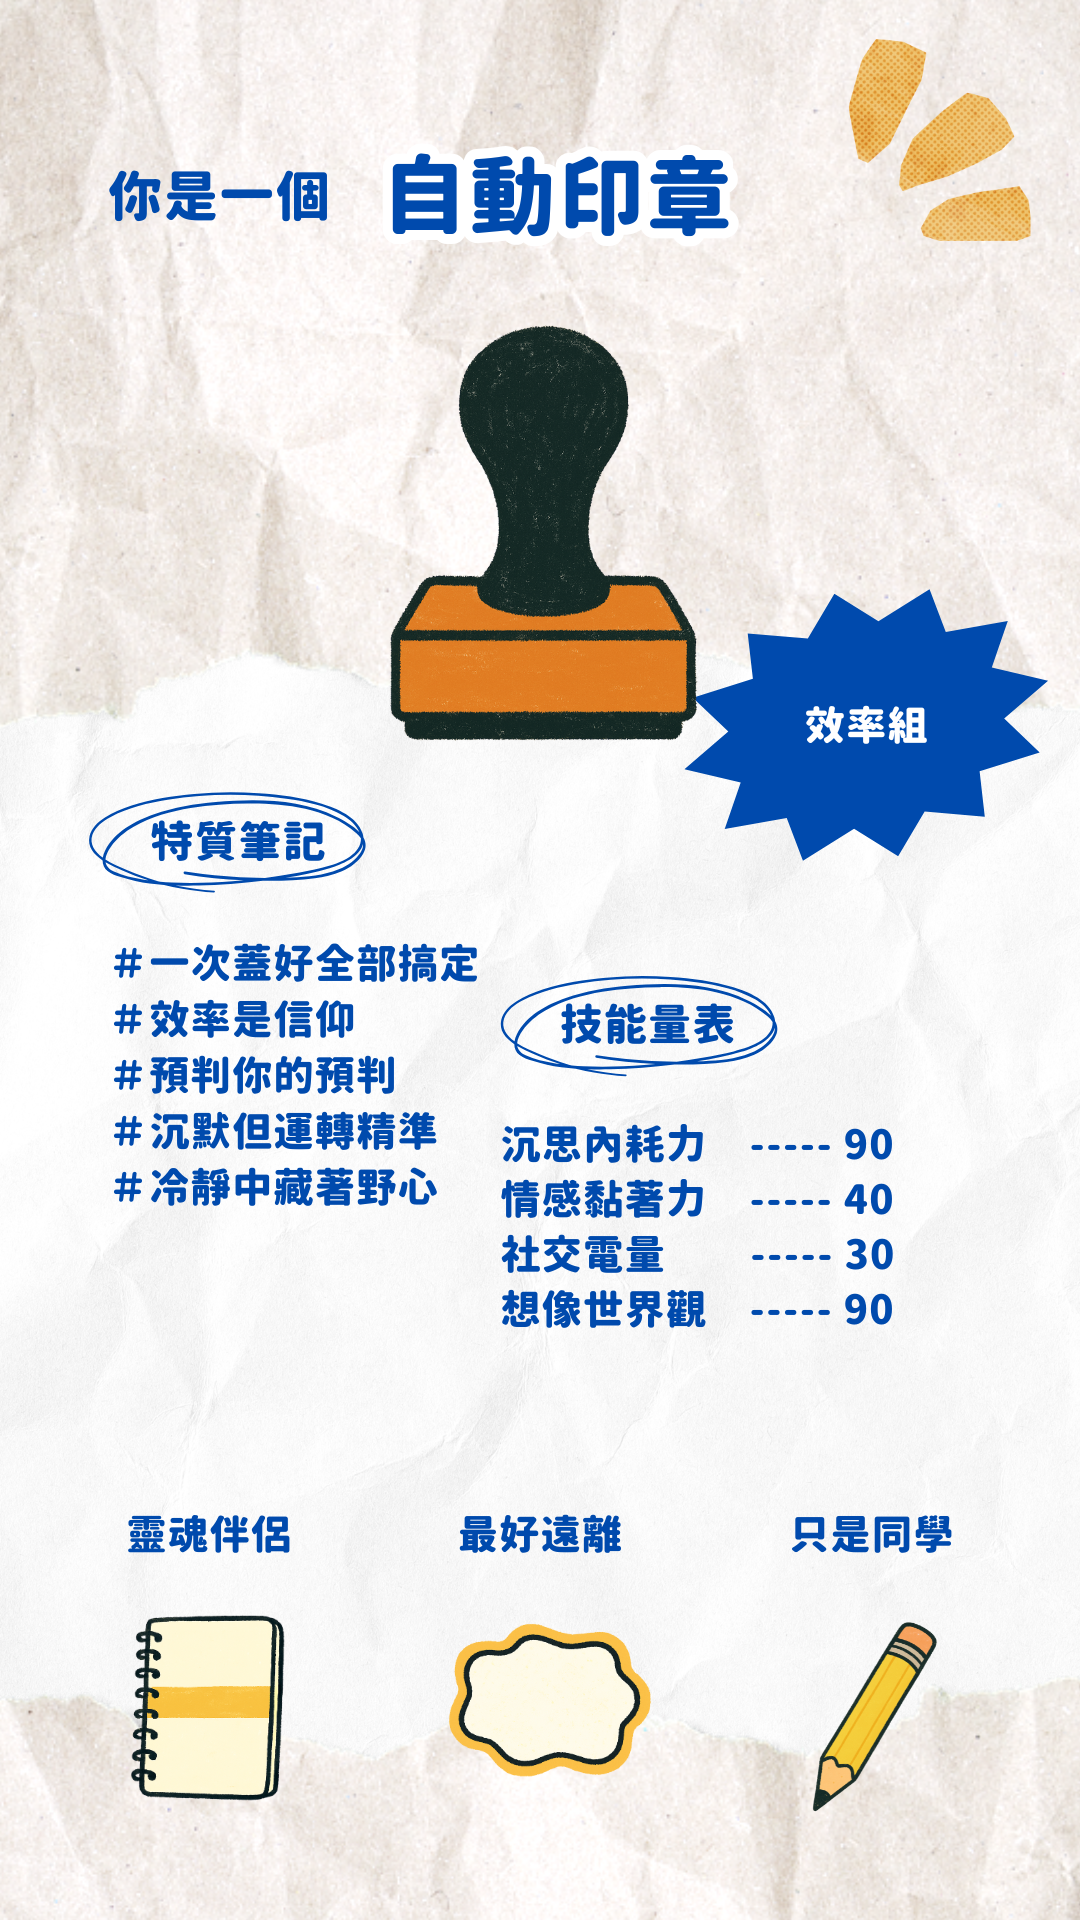 你是一個 自動印章
效率組
特質筆記
#一次蓋好全部搞定
#效率是信仰
#預判你的預判
#沉默但運轉精準
#冷靜中藏著野心
技能量表
沉思內耗力 ----- 90
情感黏著力 ----- 40
社交電量 ----- 30
想像世界觀 ----- 90
靈魂伴侶 最好遠離 只是同學